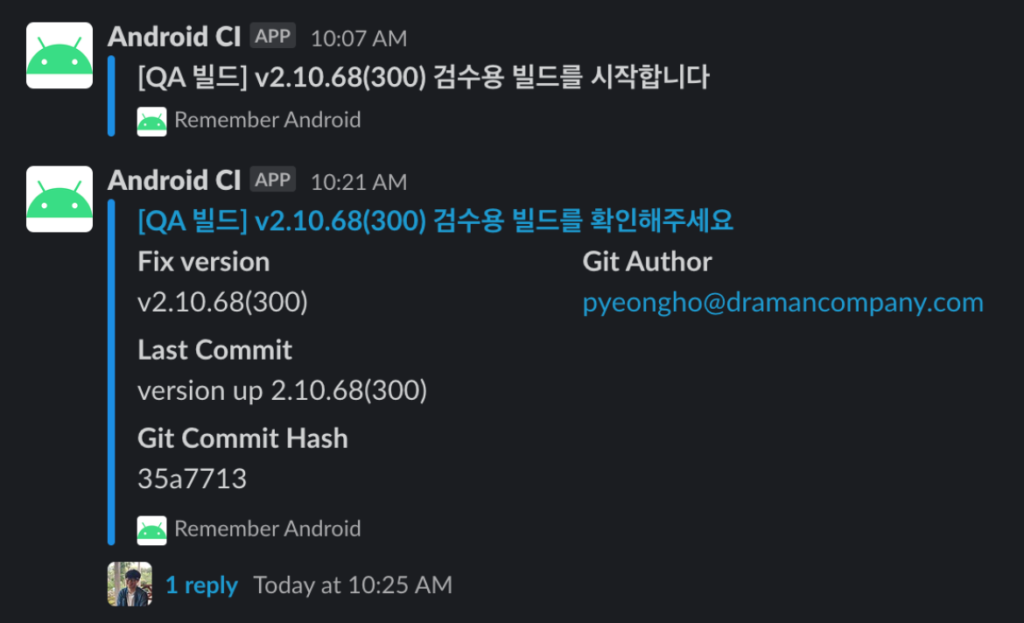 Android CI APP 10:07 AM
[QA 빌드] v2.10.68(300) 검수용 빌드를 시작합니다
Remember Android
Android CI APP 10:21 AM
[QA 빌드] v2.10.68(300) 검수용 빌드를 확인해주세요
Fix version Git Author
v2.10.68(300) pyeongho@dramancompany.com
Last Commit
version up 2.10.68(300)
Git Commit Hash
35a7713
Remember Android
1 reply Today at 10:25 AM